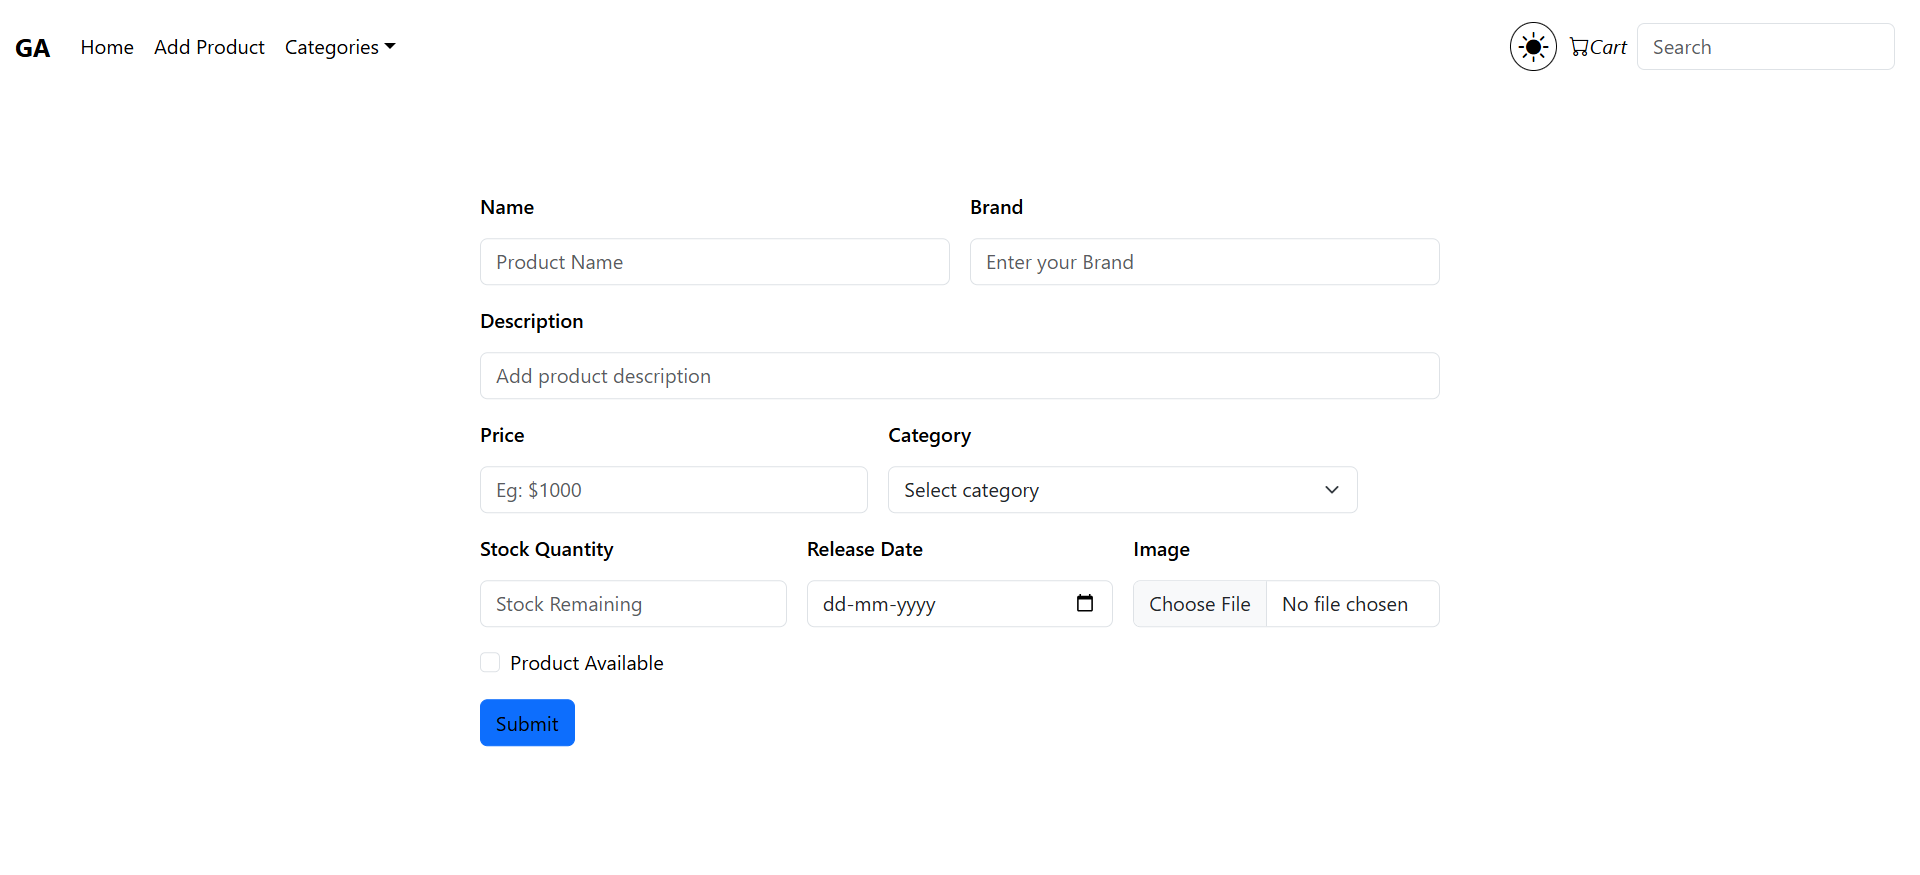 GA Home Add Product Categories Cart Search
Name Brand
Product Name Enter your Brand
Description
Add product description
Price Category
Eg: $1000 Select category
Stock Quantity Release Date Image
Stock Remaining dd-mm-yyyy Choose File No file chosen
Product Available
Submit